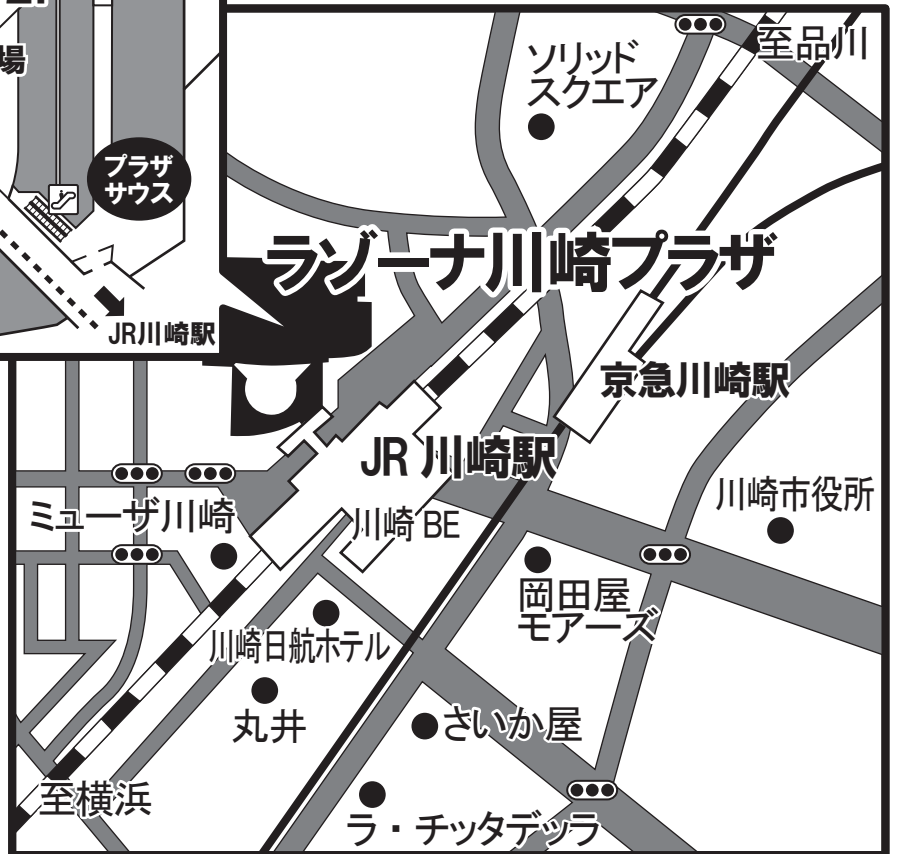 場
プラザ
サウス
JR川崎駅
至品川
ソリッド
スクエア
ラゾーナ川崎プラザ
京急川崎駅
JR 川崎駅
川崎市役所
ミューザ川崎
川崎 BE
岡田屋
モアーズ
川崎日航ホテル
丸井
さいか屋
至横浜
ラ・チッタデッラ